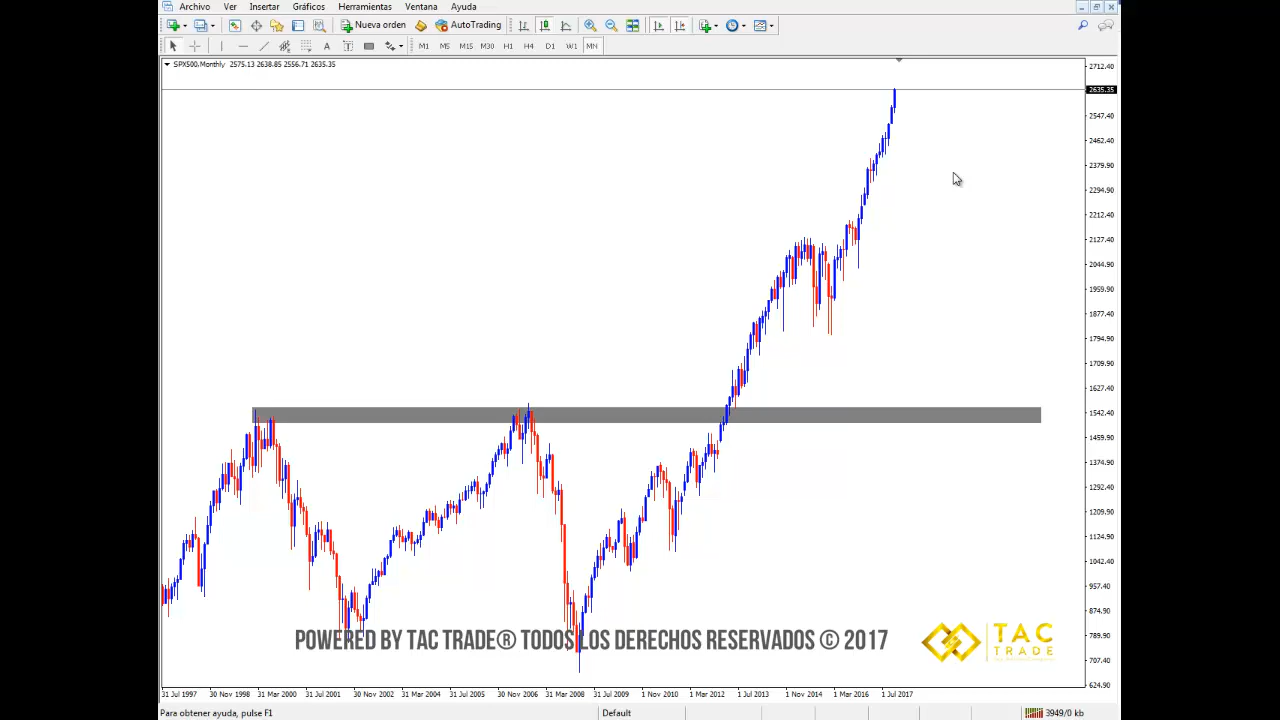 Archivo Ver Insertar Gráficos Herramientas Ventana Ayuda
Nueva orden AutoTrading
A T M1 M5 M15 M30 H1 H4 D1 W1 MN
SPX500,Monthly 2575.13 2638.85 2556.71 2635.35
2712.40
2635.35
2547.40
2462.40
2379.90
2294.90
2212.40
2127.40
2044.90
1959.90
1877.40
1794.90
1709.90
1627.40
1542.40
1459.90
1374.90
1292.40
1209.90
1124.90
1042.40
957.40
874.90
789.90
707.40
624.90
POWERED BY TAC TRADE® TODOS LOS DERECHOS RESERVADOS © 2017
TAC
TRADE
31 Jul 1997 30 Nov 1998 31 Mar 2000 31 Jul 2001 30 Nov 2002 31 Mar 2004 31 Jul 2005 30 Nov 2006 31 Mar 2008 31 Jul 2009 1 Nov 2010 1 Mar 2012 1 Jul 2013 1 Nov 2014 1 Mar 2016 1 Jul 2017
Para obtener ayuda, pulse F1 Default 3949/0 kb